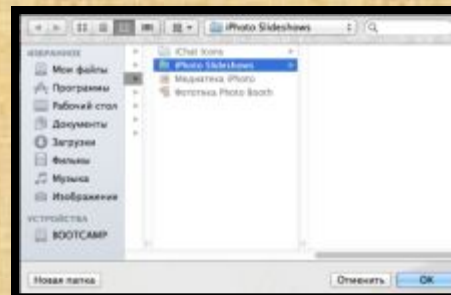 iPhoto Slideshows
ИЗБРАННОЕ
Мои файлы
Программы
Рабочий стол
Документы
Загрузки
Фильмы
Музыка
Изображения
УСТРОЙСТВА
BOOTCAMP
iChat Icons
iPhoto Slideshows
Медиатека iPhoto
Фототека Photo Booth
Новая папка
Отменить
OK